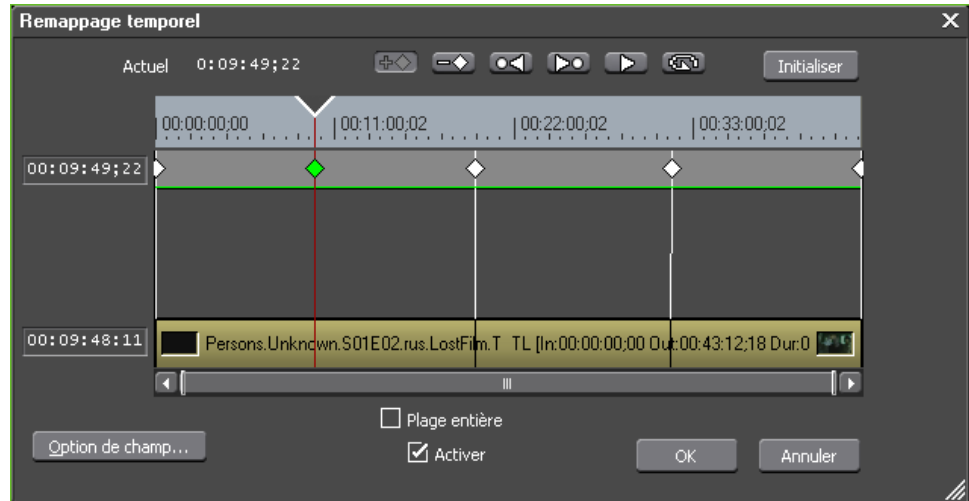 Remappage temporel
Actuel 0:09:49;22
Initialiser
00:00:00;00 00:11:00;02 00:22:00;02 00:33:00;02
00:09:49;22
00:09:48:11 Persons.Unknown.S01E02.rus.LostFilm.T TL [In:00:00:00;00 Out:00:43:12;18 Dur:0
Plage entière
Option de champ...
Activer
OK
Annuler